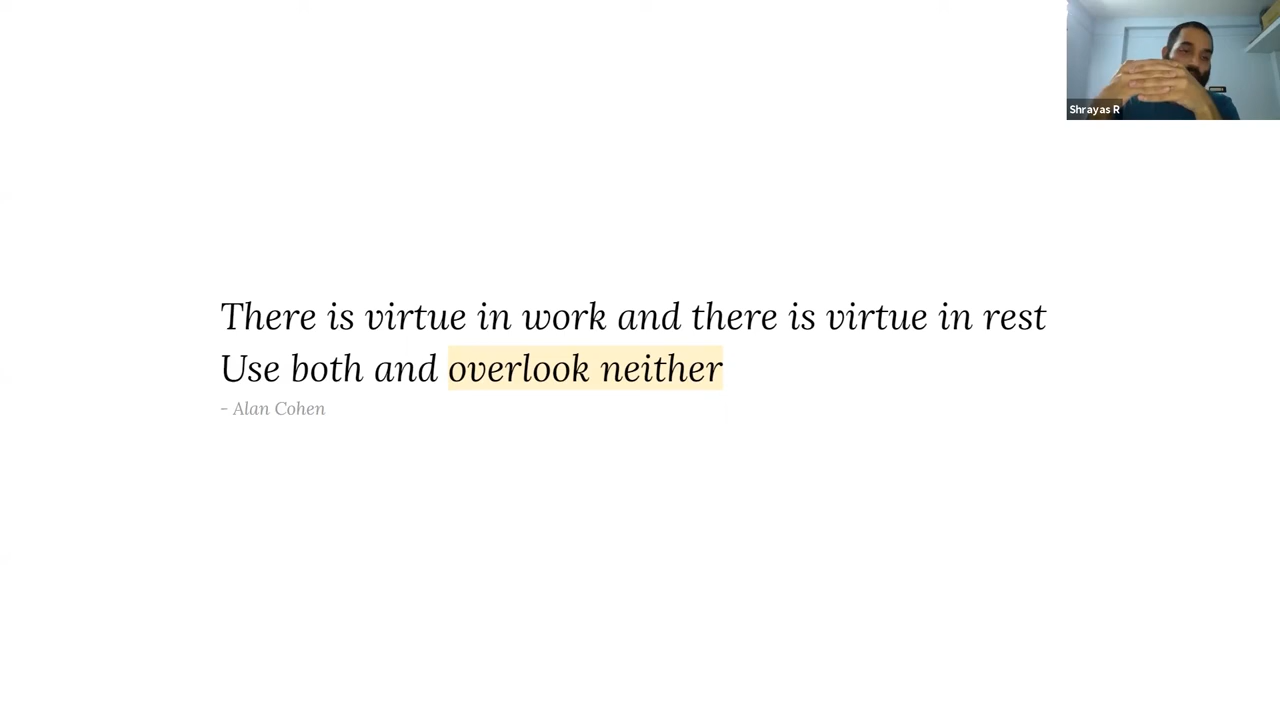 Shrayas R
There is virtue in work and there is virtue in rest
Use both and overlook neither
- Alan Cohen